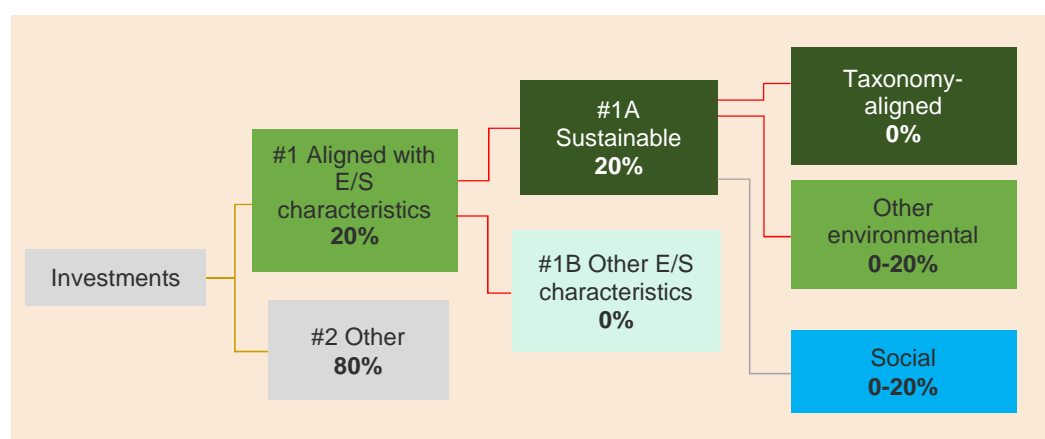 Investments
#1 Aligned with
E/S
characteristics
20%
#2 Other
80%
#1A
Sustainable
20%
#1B Other E/S
characteristics
0%
Taxonomy-
aligned
0%
Other
environmental
0-20%
Social
0-20%